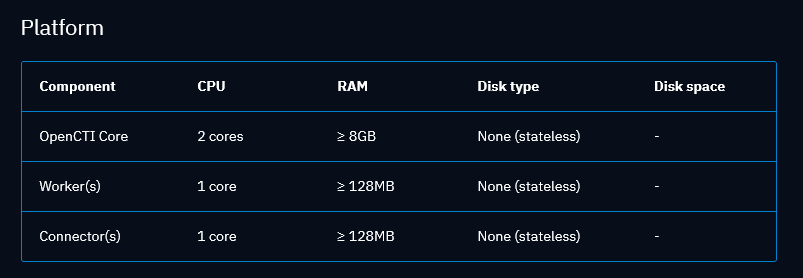 Platform
Component CPU RAM Disk type Disk space
OpenCTI Core 2 cores ≥ 8GB None (stateless) -
Worker(s) 1 core ≥ 128MB None (stateless) -
Connector(s) 1 core ≥ 128MB None (stateless) -